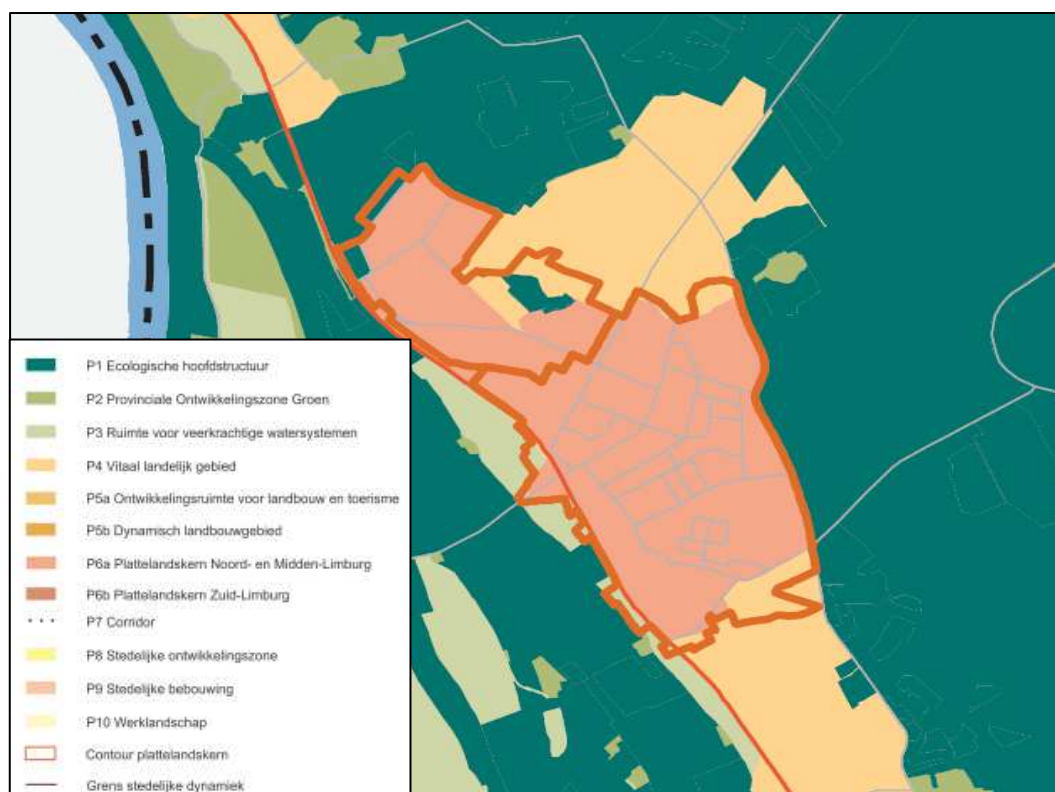 P1 Ecologische hoofdstructuur
P2 Provinciale Ontwikkelingszone Groen
P3 Ruimte voor veerkrachtige watersystemen
P4 Vitaal landelijk gebied
P5a Ontwikkelingsruimte voor landbouw en toerisme
P5b Dynamisch landbouwgebied
P6a Plattelandskern Noord- en Midden-Limburg
P6b Plattelandskern Zuid-Limburg
P7 Corridor
P8 Stedelijke ontwikkelingszone
P9 Stedelijke bebouwing
P10 Werklandschap
Contour plattelandskern
Grens stedelijke dynamiek